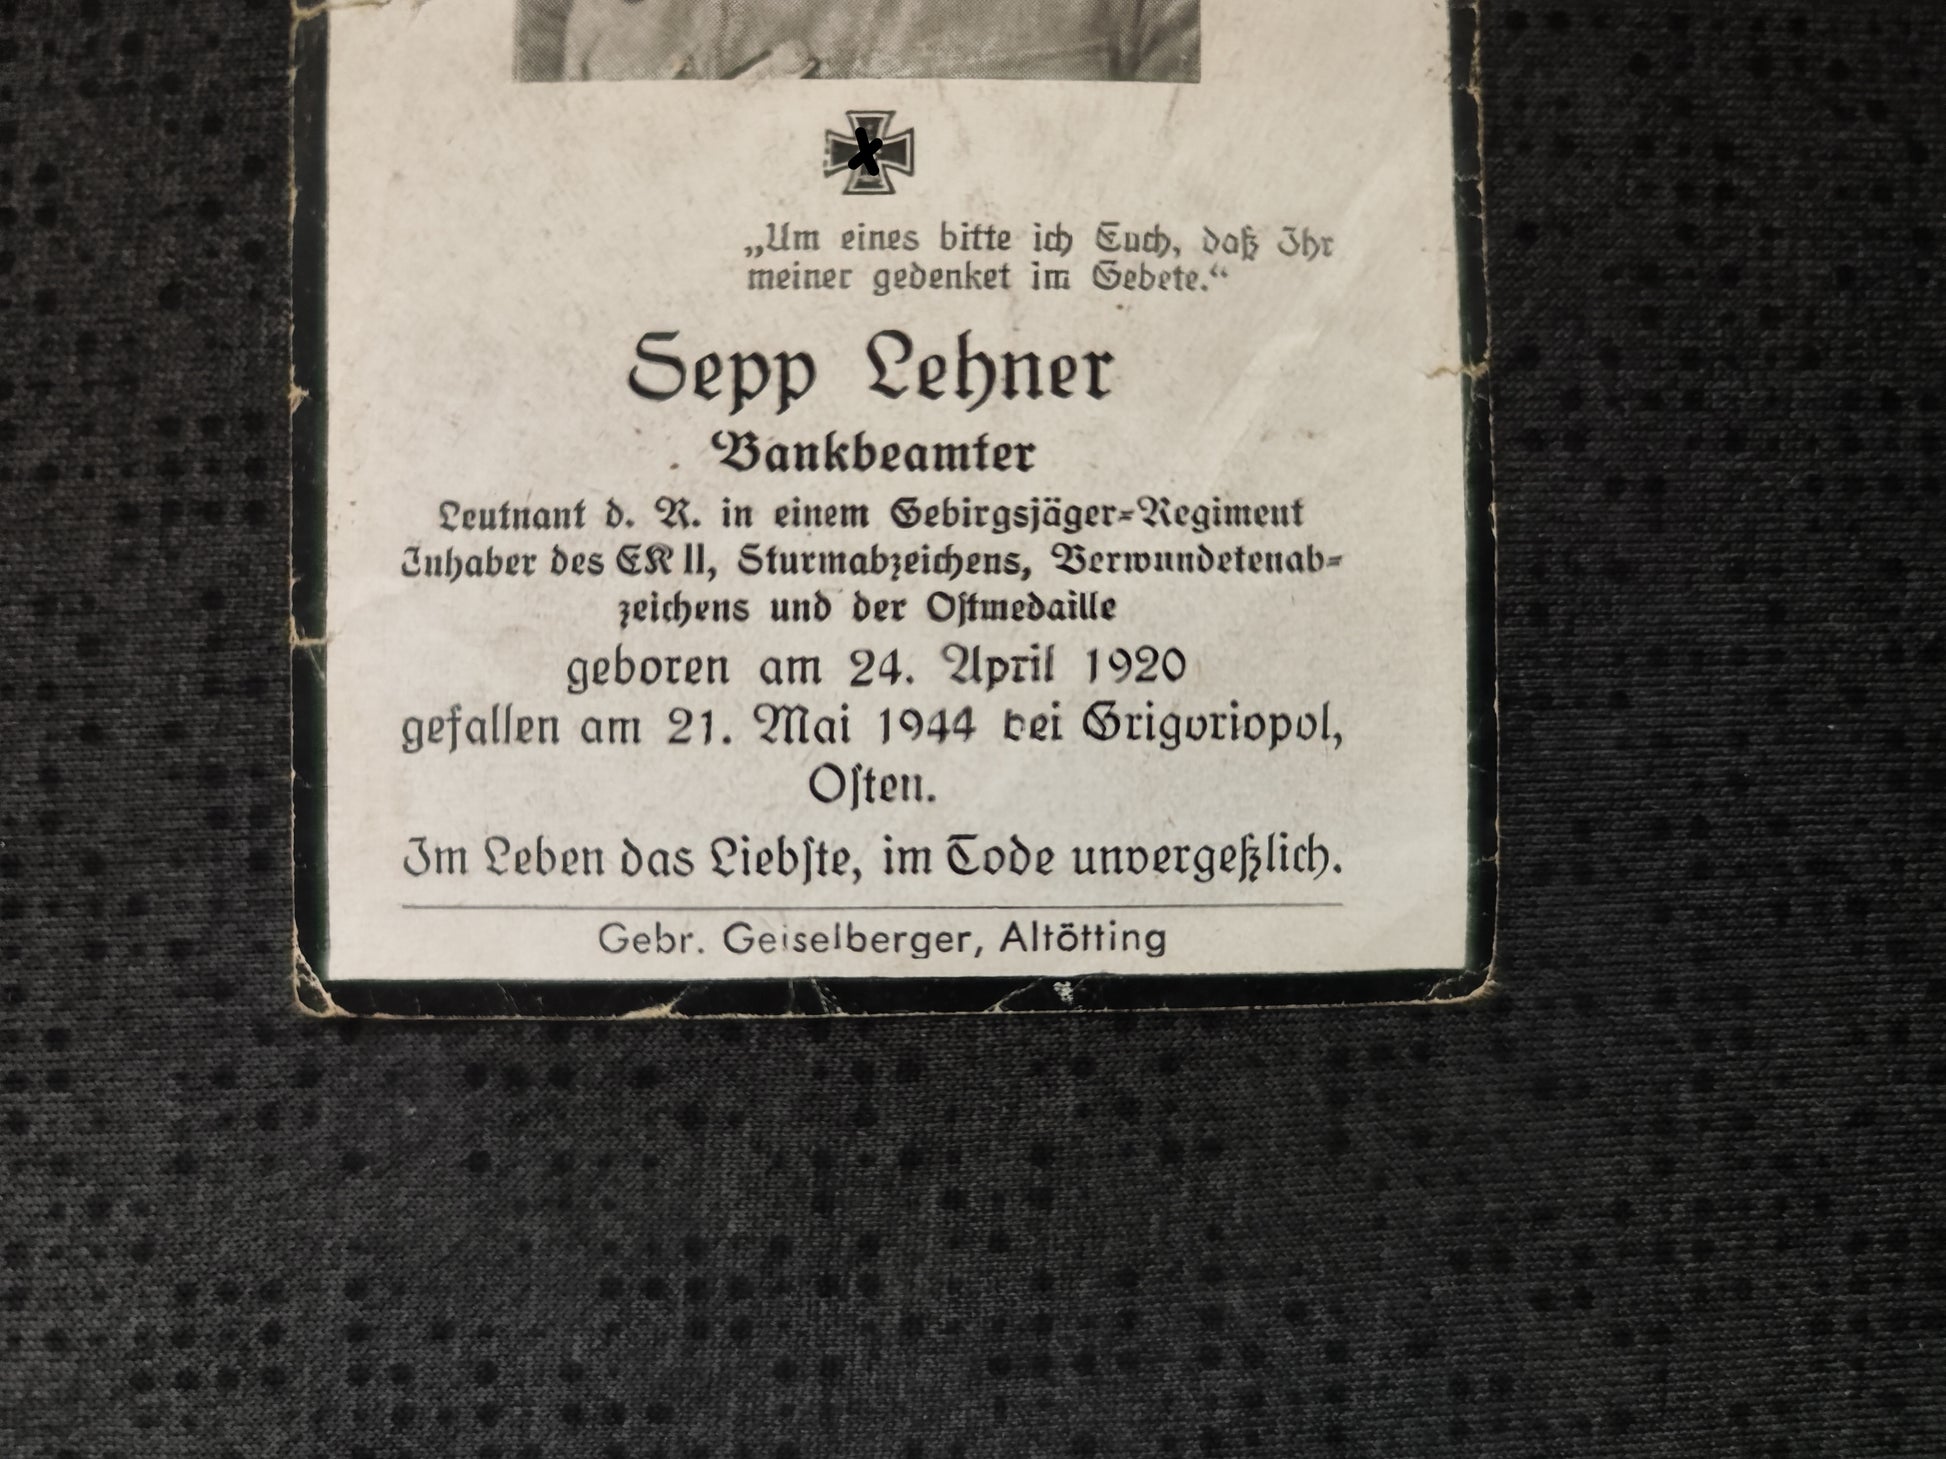 „Um eines bitte ich Euch, daß Ihr
meiner gedenket im Gebete.“
Sepp Lehner
Bankbeamter
Leutnant d. R. in einem Gebirgsjäger-Regiment
Inhaber des EK II, Sturmabzeichens, Verwundetenab-
zeichens und der Ostmedaille
geboren am 24. April 1920
gefallen am 21. Mai 1944 bei Grigoriopol,
Osten.
Im Leben das Liebste, im Tode unvergeßlich.
Gebr. Geiselberger, Altötting